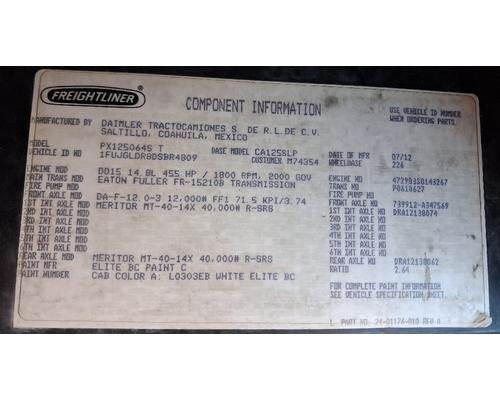 FREIGHTLINER
COMPONENT INFORMATION
USE VEHICLE ID NUMBER
WHEN ORDERING PARTS.
MANUFACTURED BY DAIMLER TRACTOCAMIONES S. DE R.L.DE C.V.
SALTILLO, COAHUILA, MEXICO
MODEL PX125064S T BASE MODEL CA125SLP DATE OF MFR 07/12
VEHICLE ID NO 1FUJGLDR8DSBR4809 CUSTOMER M74354 WHEELBASE 226
ENGINE MOD DD15 14.8L 455 HP / 1800 RPM, 2000 GOV ENGINE NO 472903S0143267
MAIN TRANS MOD EATON FULLER FR-15210B TRANSMISSION P0610627
FIRE PUMP MOD FIRE PUMP NO
FRONT AXLE MOD DA-F-12.0-3 12,000# FF1 71.5 KPI/3.74 FRONT AXLE NO 739912-A347569
1ST INT AXLE MOD MERITOR MT-40-14X 40,000# R-SRS 1ST INT AXLE NO DRA12138074
2ND INT AXLE MOD 2ND INT AXLE NO
3RD INT AXLE MOD 3RD INT AXLE NO
4TH INT AXLE MOD 4TH INT AXLE NO
5TH INT AXLE MOD 5TH INT AXLE NO
6TH INT AXLE MOD 6TH INT AXLE NO
REAR AXLE MOD MERITOR MT-40-14X 40,000# R-SRS REAR AXLE NO DRA12138062
PAINT MFR ELITE BC PAINT C RATIO 2.64
PAINT NUMBER CAB COLOR A: L0303EB WHITE ELITE BC
FOR COMPLETE PAINT INFORMATION
SEE VEHICLE SPECIFICATION SHEET.
PART NO. 24-01174-010 REV A